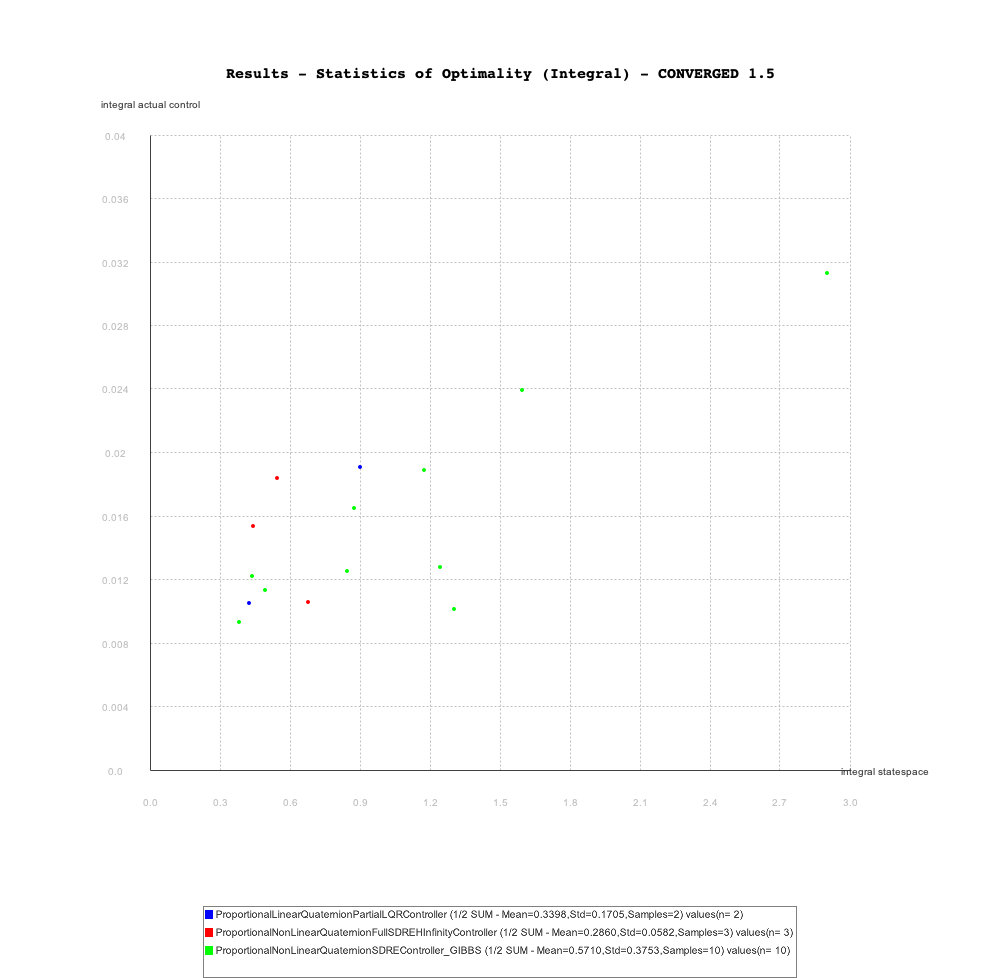 Results - Statistics of Optimality (Integral) - CONVERGED 1.5
integral actual control
0.04
0.036
0.032
0.028
0.024
0.02
0.016
0.012
0.008
0.004
0.0
integral statespace
0.0 0.3 0.6 0.9 1.2 1.5 1.8 2.1 2.4 2.7 3.0
ProportionalLinearQuaternionPartialLQRController (1/2 SUM - Mean=0.3398,Std=0.1705,Samples=2) values(n= 2)
ProportionalNonLinearQuaternionFullSDREHInfinityController (1/2 SUM - Mean=0.2860,Std=0.0582,Samples=3) values(n= 3)
ProportionalNonLinearQuaternionSDREController_GIBBS (1/2 SUM - Mean=0.5710,Std=0.3753,Samples=10) values(n= 10)